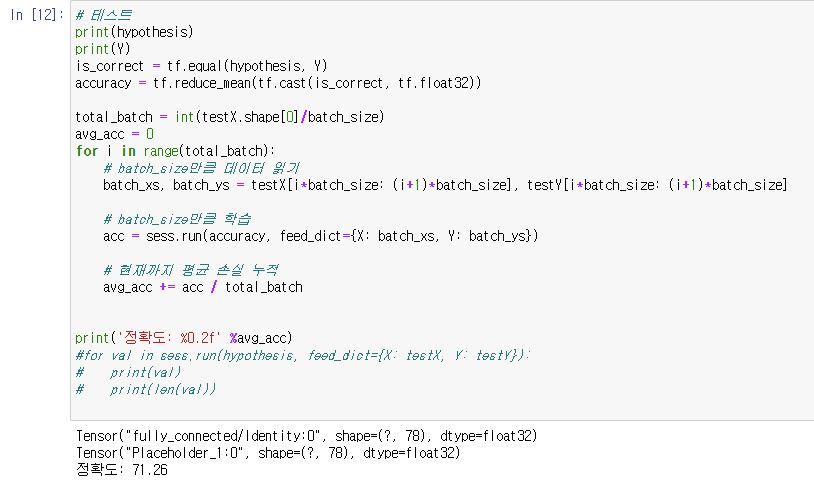 In [12]:
# 테스트
print(hypothesis)
print(Y)
is_correct = tf.equal(hypothesis, Y)
accuracy = tf.reduce_mean(tf.cast(is_correct, tf.float32))
total_batch = int(testX.shape[0]/batch_size)
avg_acc = 0
for i in range(total_batch):
# batch_size만큼 데이터 읽기
batch_xs, batch_ys = testX[i*batch_size: (i+1)*batch_size], testY[i*batch_size: (i+1)*batch_size]
# batch_size만큼 학습
acc = sess.run(accuracy, feed_dict={X: batch_xs, Y: batch_ys})
# 현재까지 평균 손실 누적
avg_acc += acc / total_batch
print('정확도: %0.2f' %avg_acc)
#for val in sess.run(hypothesis, feed_dict={X: testX, Y: testY}):
#    print(val)
#    print(len(val))
Tensor("fully_connected/Identity:0", shape=(?, 78), dtype=float32)
Tensor("Placeholder_1:0", shape=(?, 78), dtype=float32)
정확도: 71.26